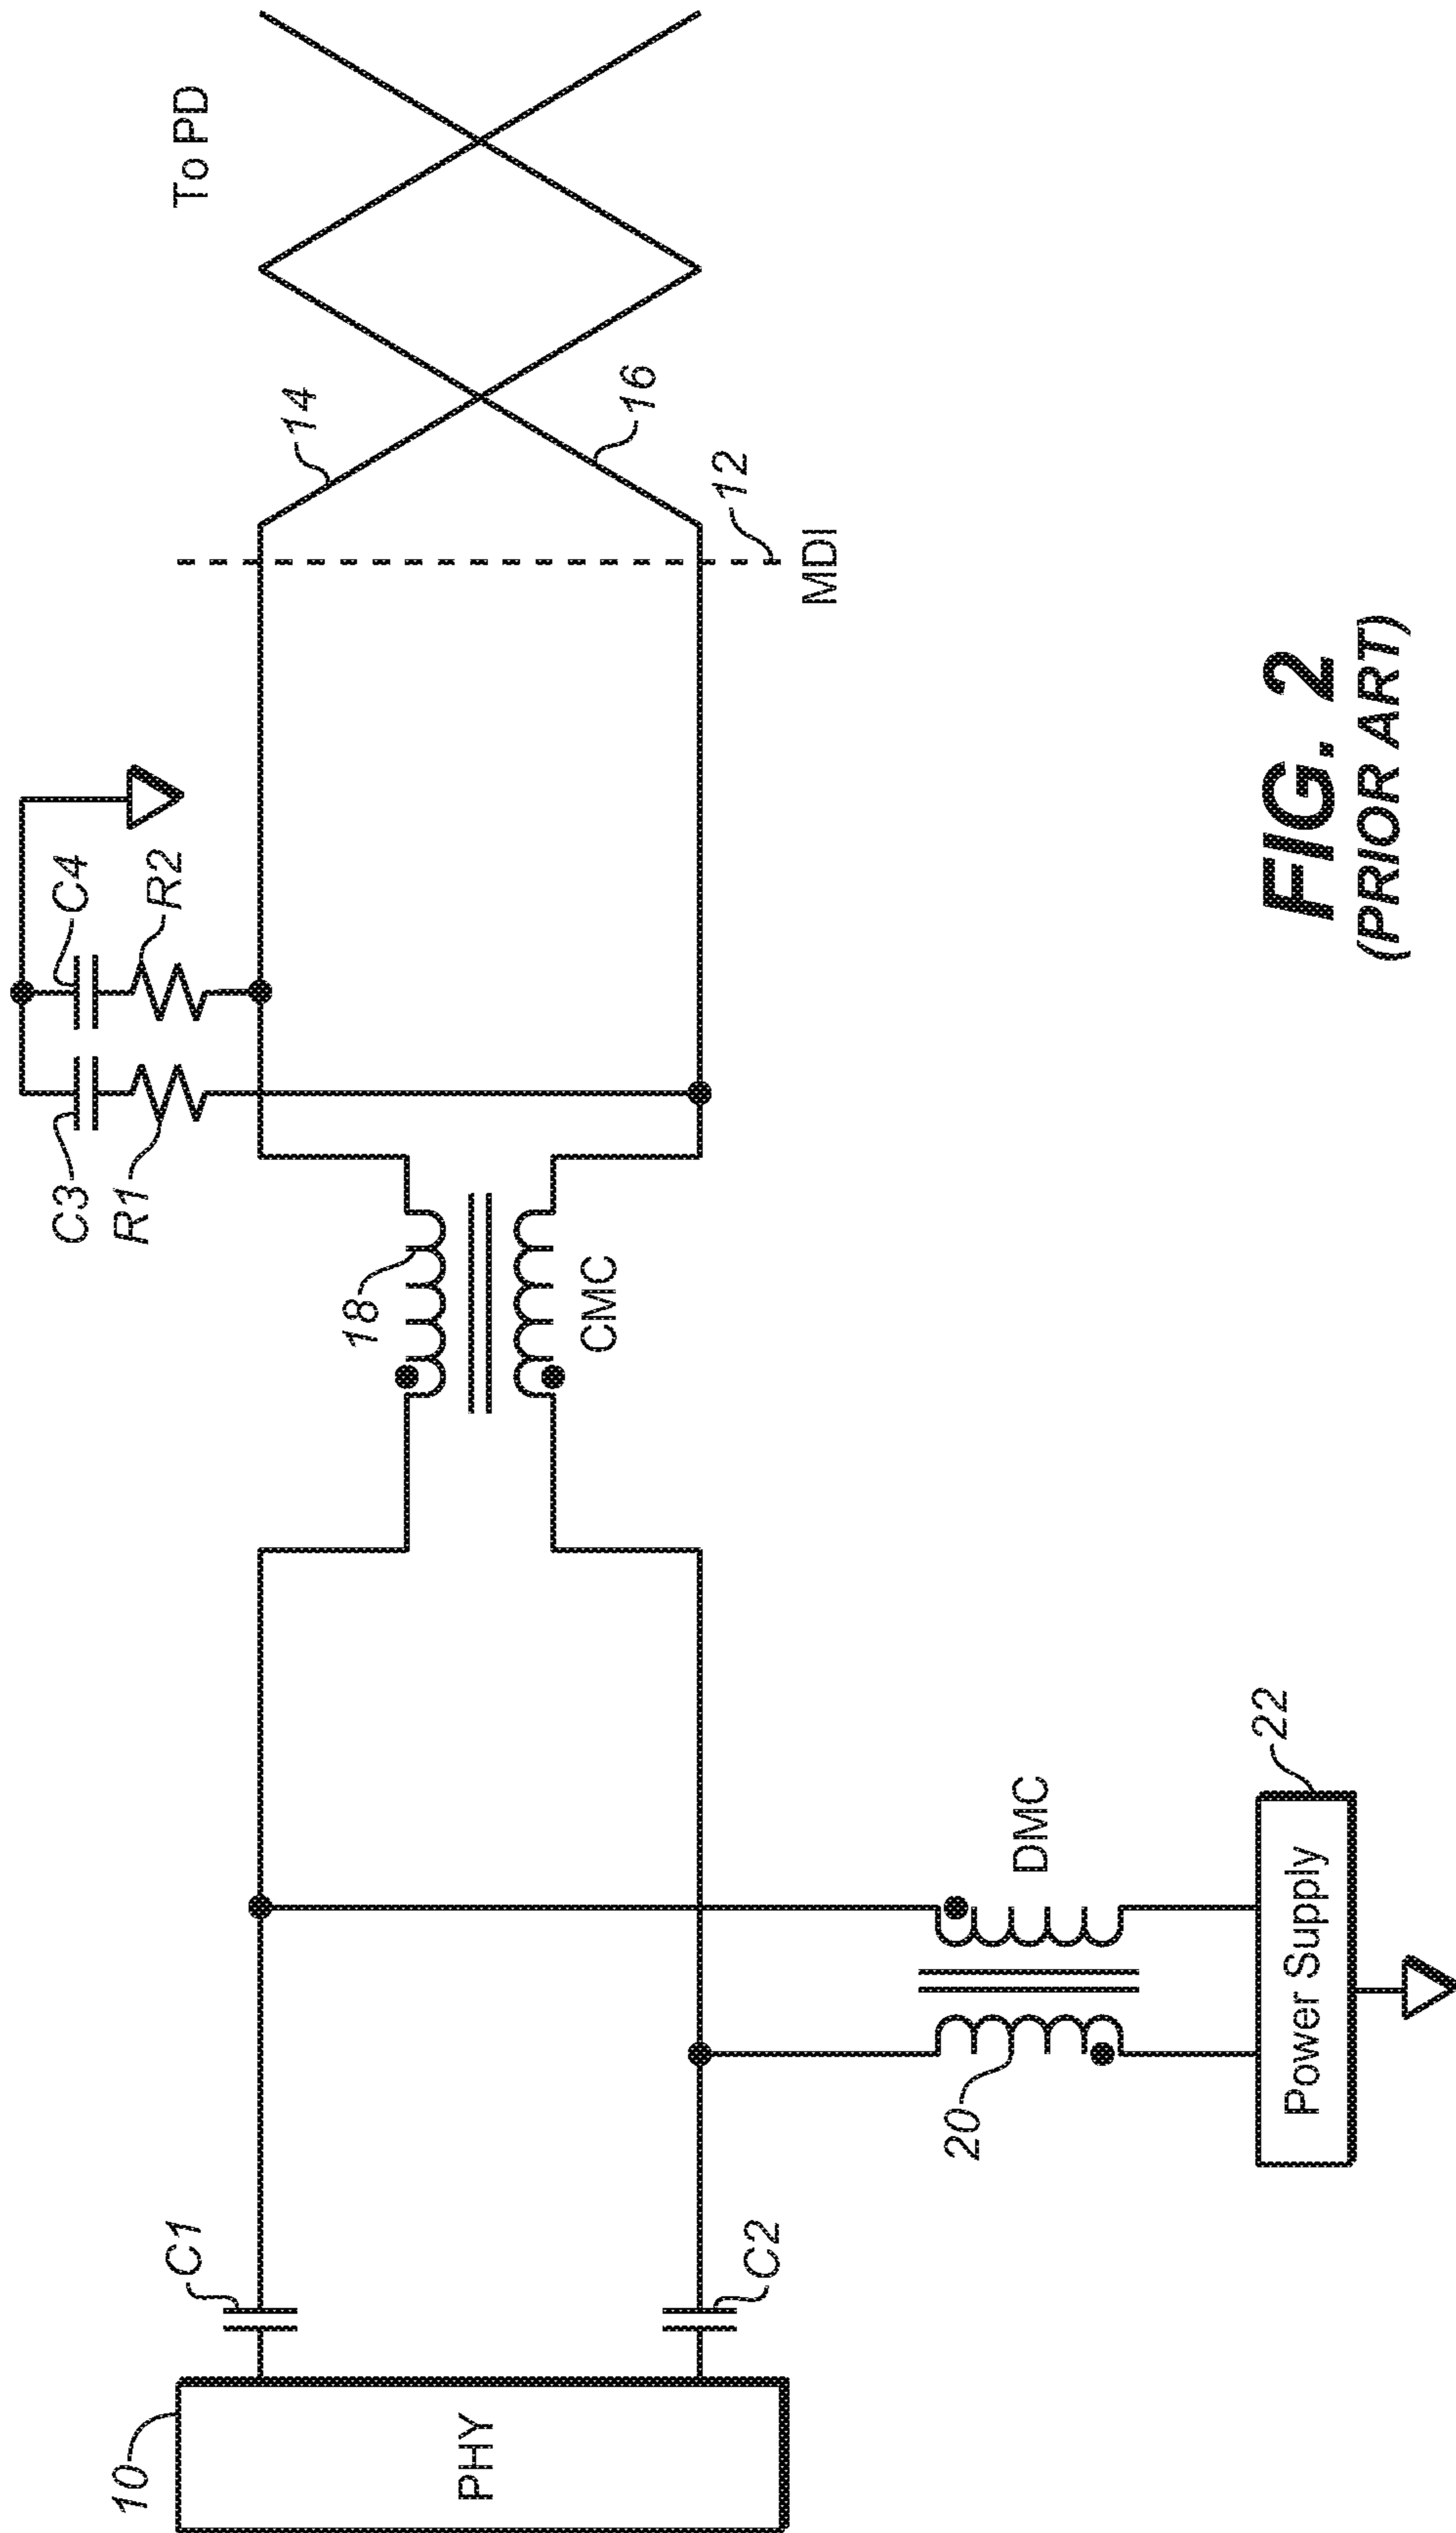 C3
C4
R1
R2
To PD
14
16
12
MDI
18
CMC
C1
C2
10
PHY
DMC
20
22
Power Supply
FIG. 2
(PRIOR ART)